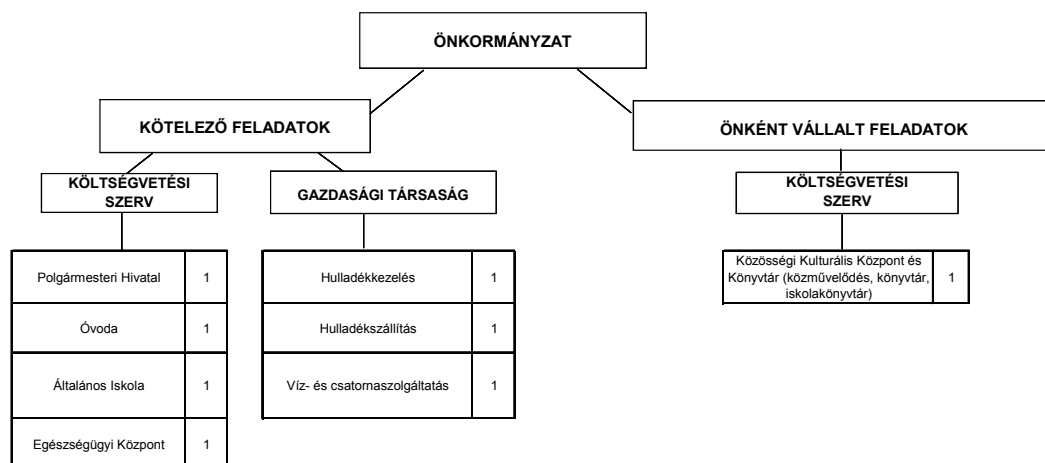 ÖNKORMÁNYZAT
KÖTELEZŐ FELADATOK
ÖNKÉNT VÁLLALT FELADATOK
KÖLTSÉGVETÉSI
SZERV
GAZDASÁGI TÁRSASÁG
KÖLTSÉGVETÉSI
SZERV
Polgármesteri Hivatal 1
Óvoda 1
Általános Iskola 1
Egészségügyi Központ 1
Hulladékkezelés 1
Hulladékszállítás 1
Víz- és csatornaszolgáltatás 1
Közösségi Kulturális Központ és
Könyvtár (közművelődés, könyvtár, 1
iskolakönyvtár)